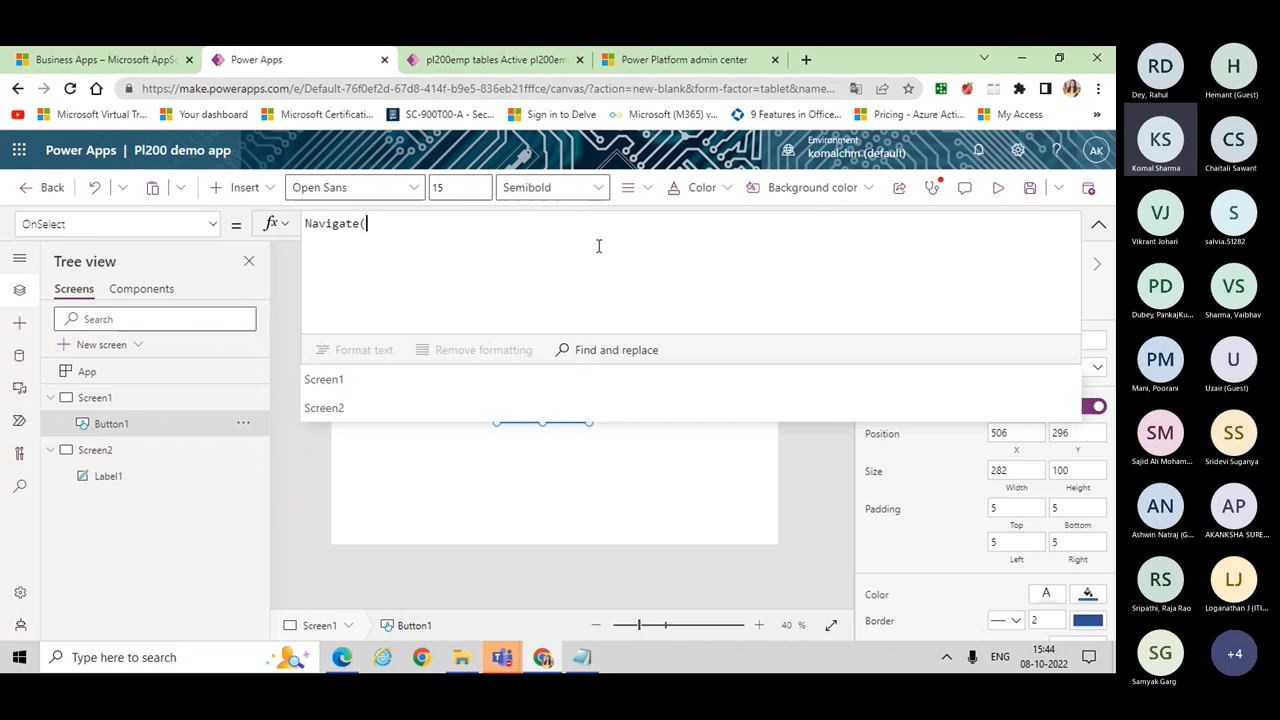 Business Apps – Microsoft AppSc
Power Apps
pl200emp tables Active pl200em
Power Platform admin center
https://make.powerapps.com/e/Default-76f0
2d-67d8-414f-b9e5-836eb21fffce/canvas/?action=new-blank&form-factor=tablet&name...
Microsoft Virtual Tr...
Your dashboard
Microsoft Certificati...
SC-900T00-A - Secu...
Sign in to Delve
Microsoft (M365) v...
9 Features in Office...
Pricing - Azure Acti...
My Access
Power Apps | Pl200 demo app
Environment
komalchm (default)
AK
Back
Insert
Open Sans
15
Semibold
Color
Background color
OnSelect
=
fx
Navigate(
Tree view
Screens
Components
Search
New screen
App
Screen1
Button1
Screen2
Label1
Format text
Remove formatting
Find and replace
Screen1
Screen2
Position
506
296
X
Y
Size
282
100
Width
Height
Padding
5
5
Top
Bottom
5
5
Left
Right
Color
A
Border
2
Screen1
Button1
40 %
Type here to search
ENG
15:44
08-10-2022
RD
Dey, Rahul
H
Hemant (Guest)
KS
Komal Sharma
CS
Chaitali Sawant
VJ
Vikrant Johari
S
salvia.51282
PD
Dubey, PankajKu...
VS
Sharma, Vaibhav
PM
Mani, Poorani
U
Uzair (Guest)
SM
Sajid Ali Moham...
SS
Sridevi Suganya
AN
Ashwin Natraj (G...
AP
AKANKSHA SURE...
RS
Sripathi, Raja Rao
LJ
Loganathan J (ITI...
SG
Samyak Garg
+4